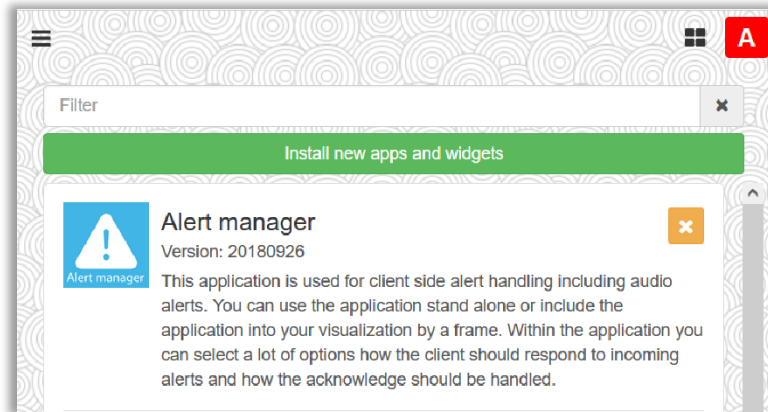 A
Filter
Install new apps and widgets
Alert manager
Version: 20180926
Alert manager
This application is used for client side alert handling including audio
alerts. You can use the application stand alone or include the
application into your visualization by a frame. Within the application you
can select a lot of options how the client should respond to incoming
alerts and how the acknowledge should be handled.